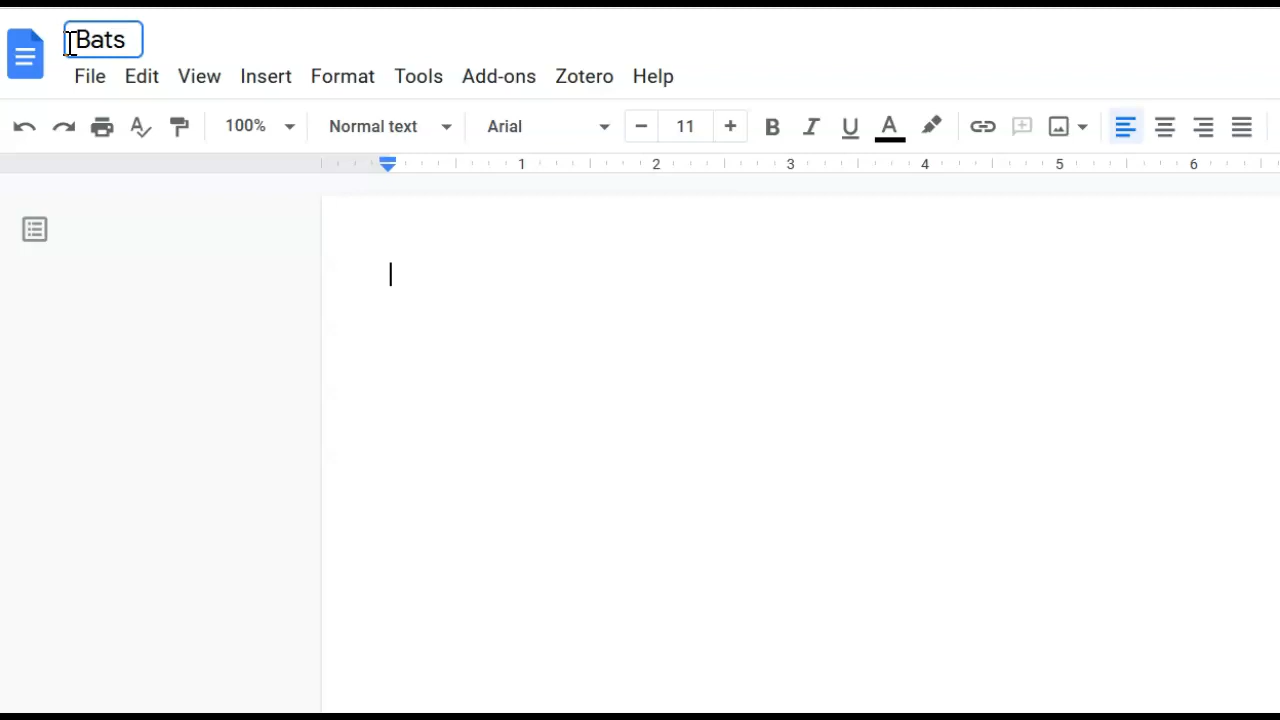 Bats
File Edit View Insert Format Tools Add-ons Zotero Help
100% Normal text Arial 11 B I U A
1 2 3 4 5 6